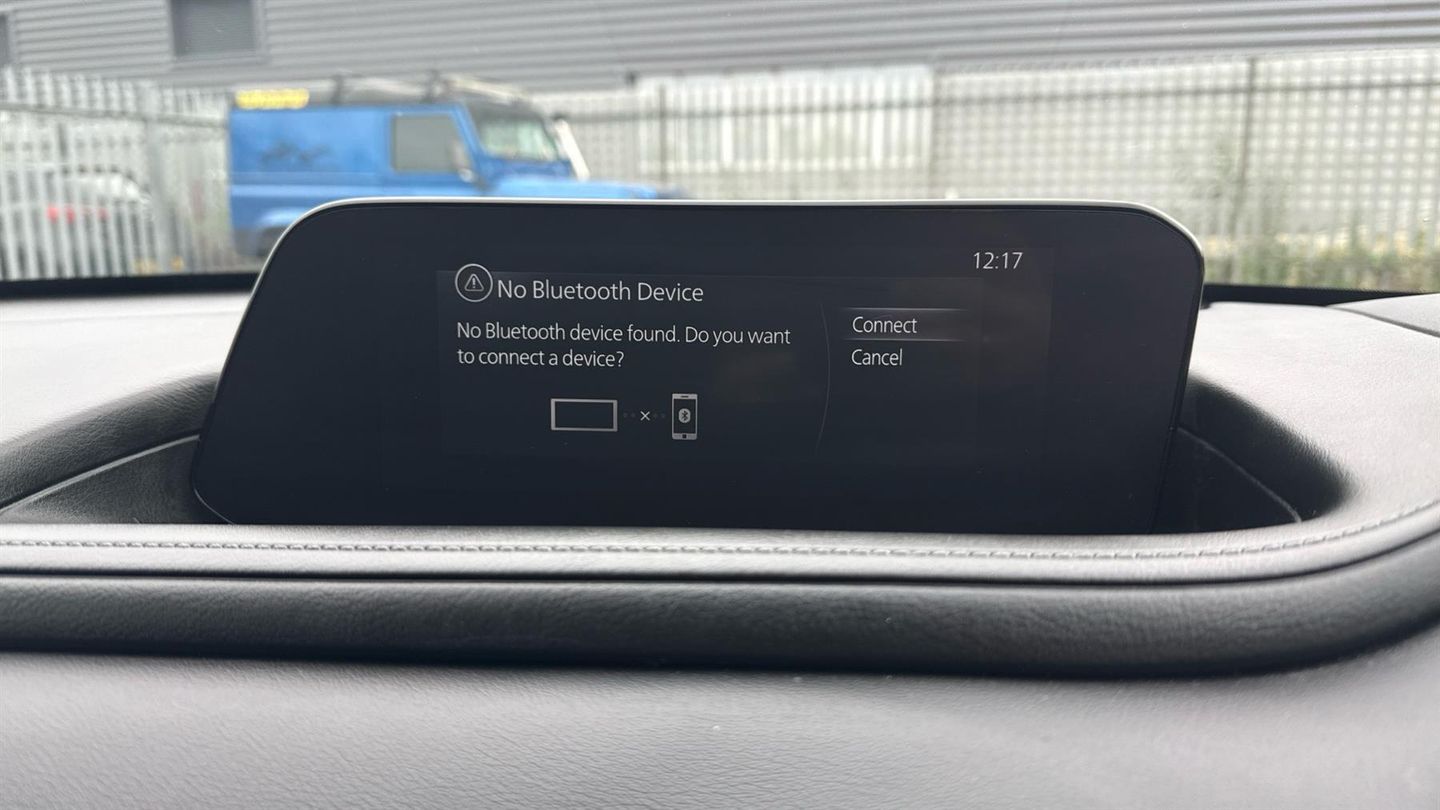 12:17
No Bluetooth Device
No Bluetooth device found. Do you want
to connect a device?
Connect
Cancel